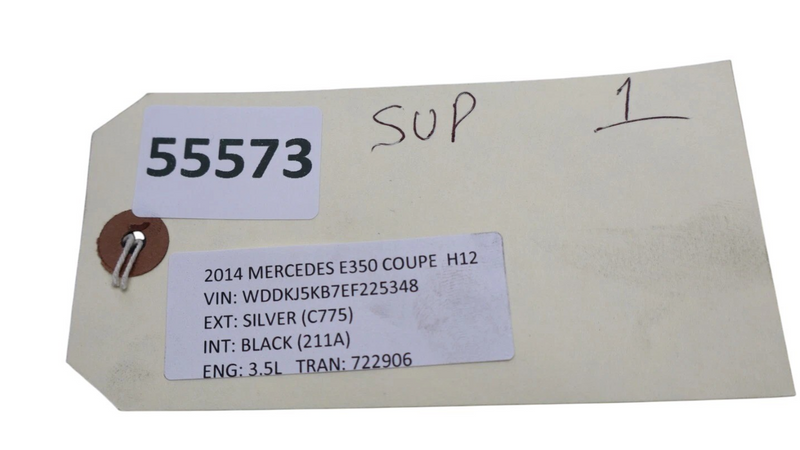 SUP 1
55573
2014 MERCEDES E350 COUPE H12
VIN: WDDKJ5KB7EF225348
EXT: SILVER (C775)
INT: BLACK (211A)
ENG: 3.5L TRAN: 722906